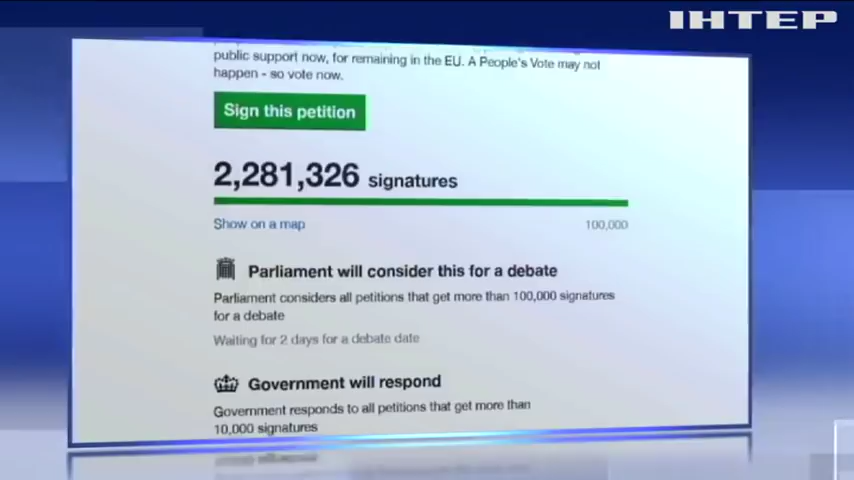 ІНТЕР
public support now, for remaining in the EU. A People's Vote may not
happen - so vote now.
Sign this petition
2,281,326 signatures
Show on a map
100,000
Parliament will consider this for a debate
Parliament considers all petitions that get more than 100,000 signatures
for a debate
Waiting for 2 days for a debate date
Government will respond
Government responds to all petitions that get more than
10,000 signatures